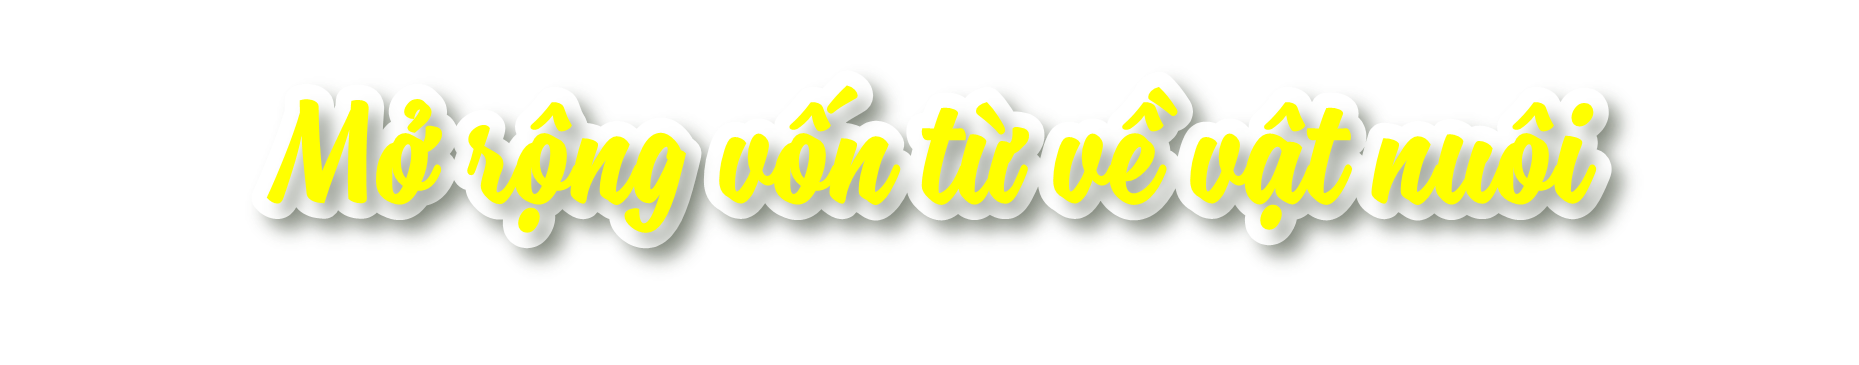 Mở rộng vốn từ về vật nuôi